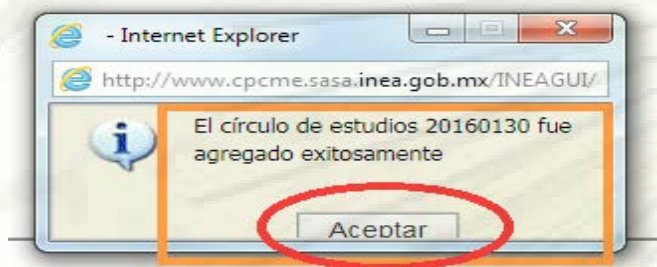 - Internet Explorer
http://www.cpcme.sasa.inea.gob.mx/INEAGUI/
El círculo de estudios 20160130 fue
agregado exitosamente
Aceptar